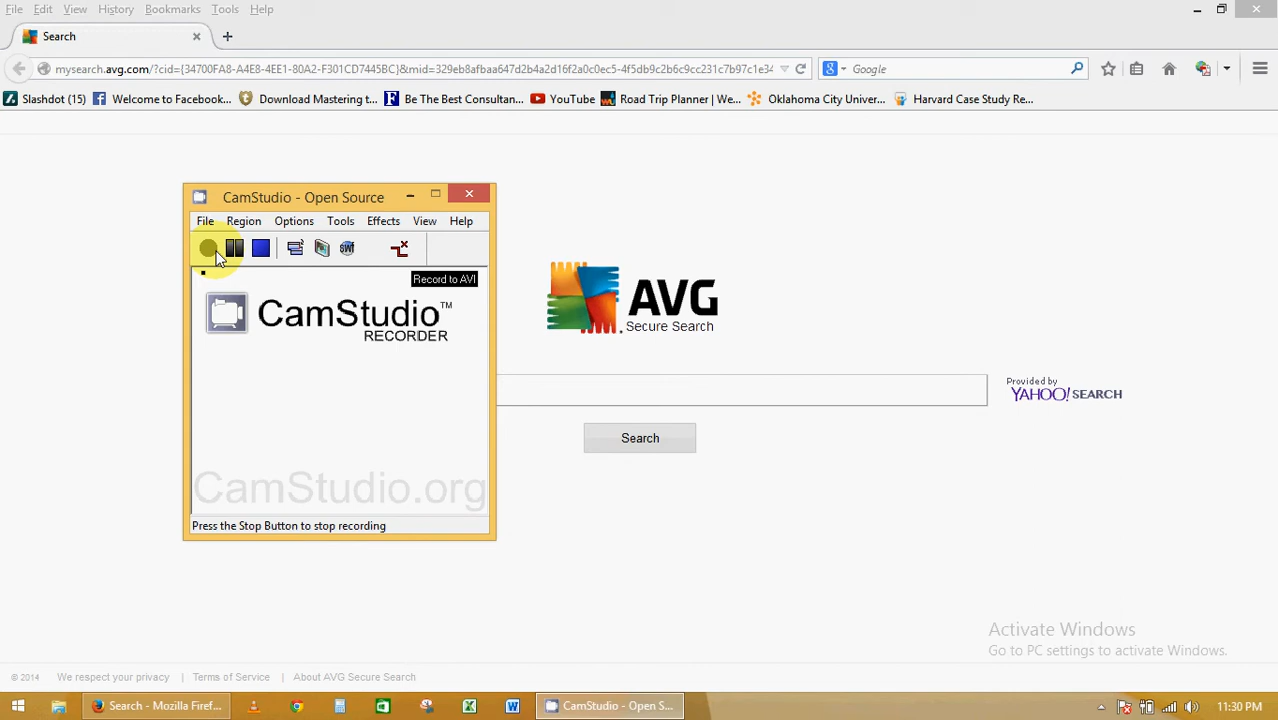 File Edit View History Bookmarks Tools Help
Search
mysearch.avg.com/?cid={34700FA8-A4E8-4EE1-80A2-F301CD7445BC}&mid=329eb8afbaa647d2b4a2d16f2a0c0ec5-4f5db9c2b6c9cc231c7b97c1e34
Google
Slashdot (15) Welcome to Facebook... Download Mastering t... Be The Best Consultan... YouTube Road Trip Planner | We... Oklahoma City Univer... Harvard Case Study Re...
CamStudio - Open Source
File Region Options Tools Effects View Help
SWF
Record to AVI
CamStudio™
RECORDER
CamStudio.org
Press the Stop Button to stop recording
AVG
Secure Search
Provided by
YAHOO! SEARCH
Search
Activate Windows
Go to PC settings to activate Windows.
© 2014 We respect your privacy | Terms of Service | About AVG Secure Search
Search - Mozilla Firef... CamStudio - Open S... 11:30 PM